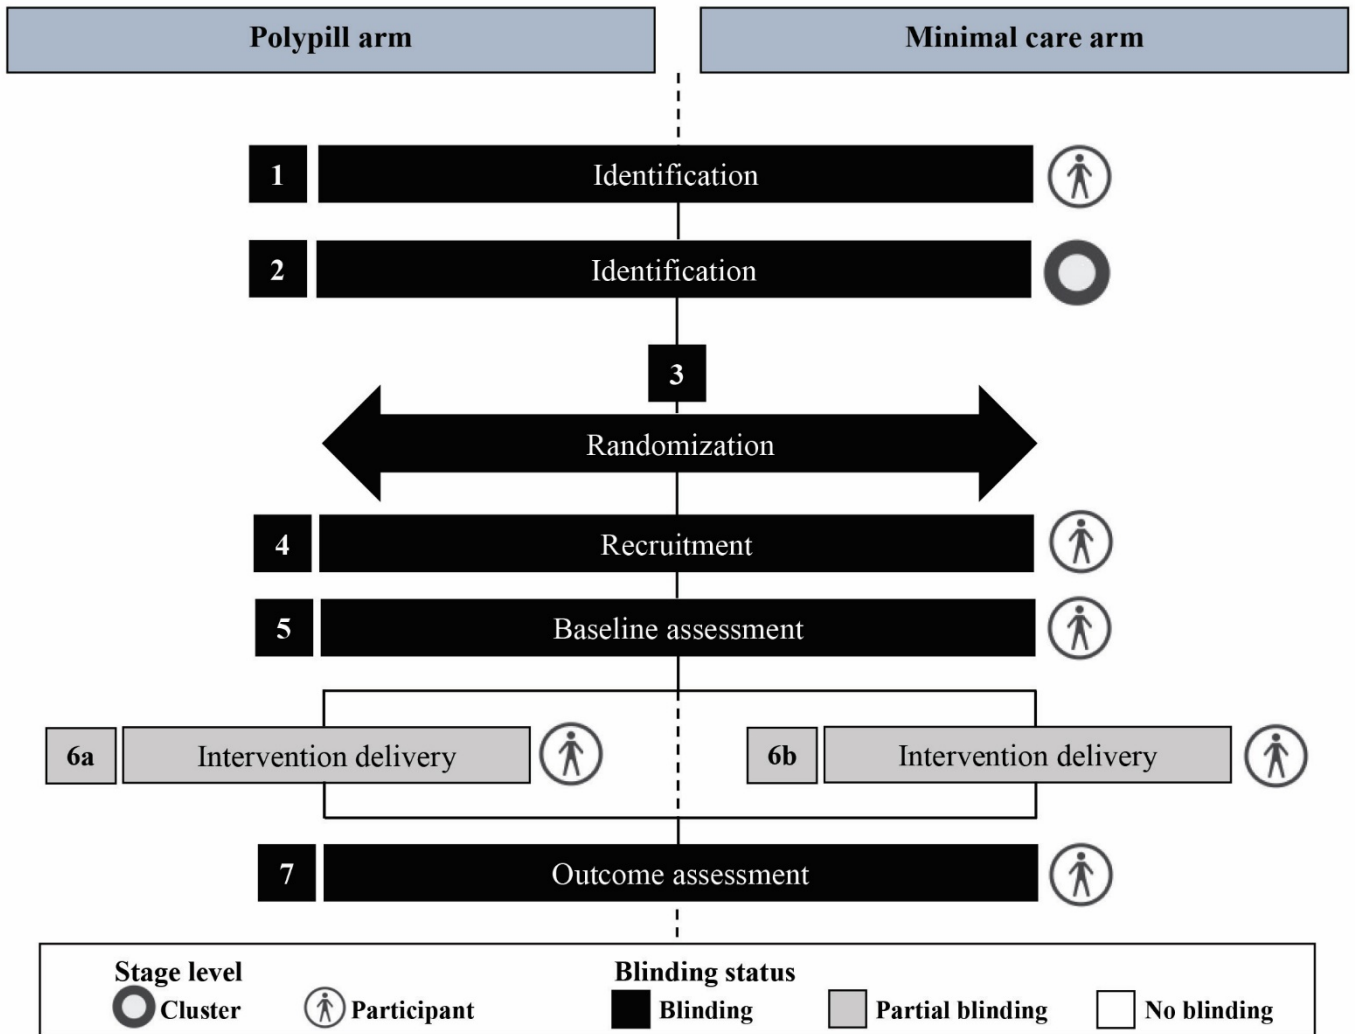 Polypill arm
Minimal care arm
1
Identification
2
Identification
3
Randomization
4
Recruitment
5
Baseline assessment
6a
Intervention delivery
6b
Intervention delivery
7
Outcome assessment
Stage level
Blinding status
Cluster
Participant
Blinding
Partial blinding
No blinding